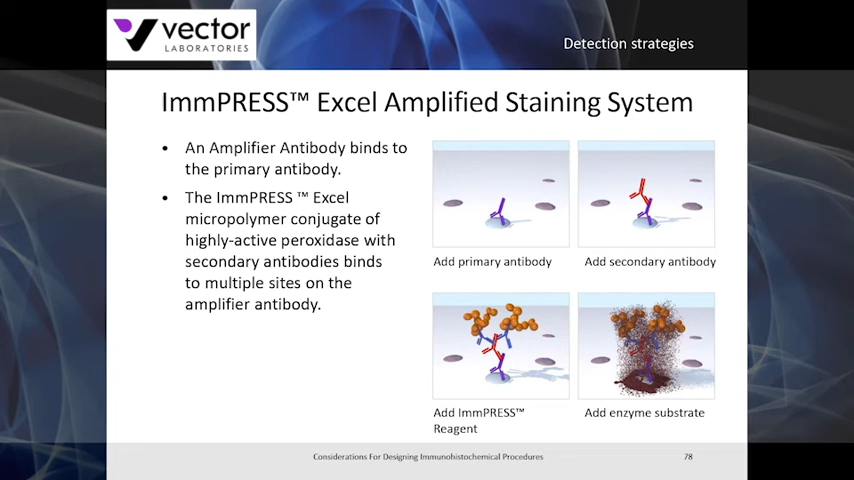 vector
LABORATORIES
Detection strategies
ImmPRESS™ Excel Amplified Staining System
• An Amplifier Antibody binds to
the primary antibody.
• The ImmPRESS ™ Excel
micropolymer conjugate of
highly-active peroxidase with
secondary antibodies binds
to multiple sites on the
amplifier antibody.
Add primary antibody
Add secondary antibody
Add ImmPRESS™
Reagent
Add enzyme substrate
Considerations For Designing Immunohistochemical Procedures
78